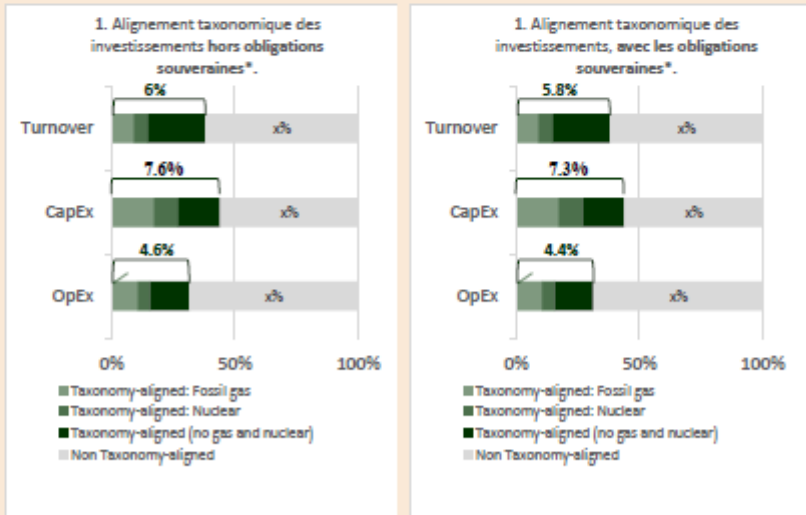 1. Alignement taxonomique des
investissements hors obligations
souveraines*.
6%
Turnover
x%
7.6%
CapEx
x%
4.6%
OpEx
x%
0%
50%
100%
Taxonomy-aligned: Fossil gas
Taxonomy-aligned: Nuclear
Taxonomy-aligned (no gas and nuclear)
Non Taxonomy-aligned
1. Alignement taxonomique des
investissements, avec les obligations
souveraines*.
5.8%
Turnover
x%
7.3%
CapEx
x%
4.4%
OpEx
x%
0%
50%
100%
Taxonomy-aligned: Fossil gas
Taxonomy-aligned: Nuclear
Taxonomy-aligned (no gas and nuclear)
Non Taxonomy-aligned